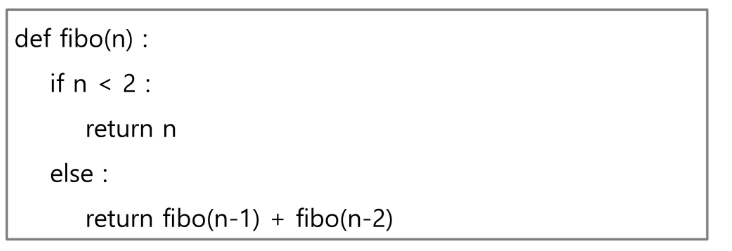 def fibo(n) :
if n < 2 :
return n
else :
return fibo(n-1) + fibo(n-2)